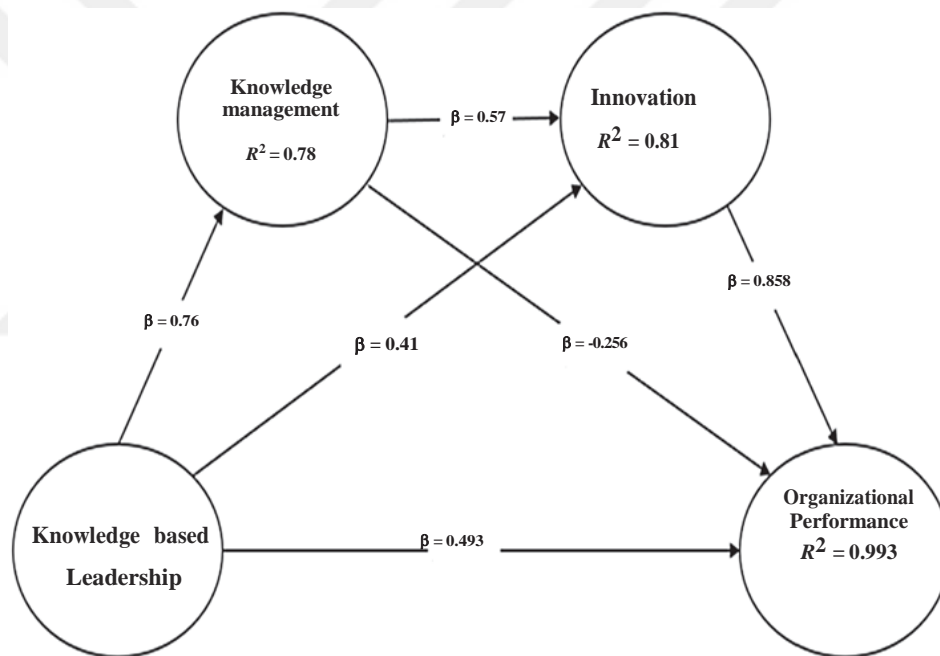 Knowledge
management
R² = 0.78
β = 0.57
Innovation
R² = 0.81
β = 0.76
β = 0.41
β = -0.256
β = 0.858
Knowledge based
Leadership
β = 0.493
Organizational
Performance
R² = 0.993